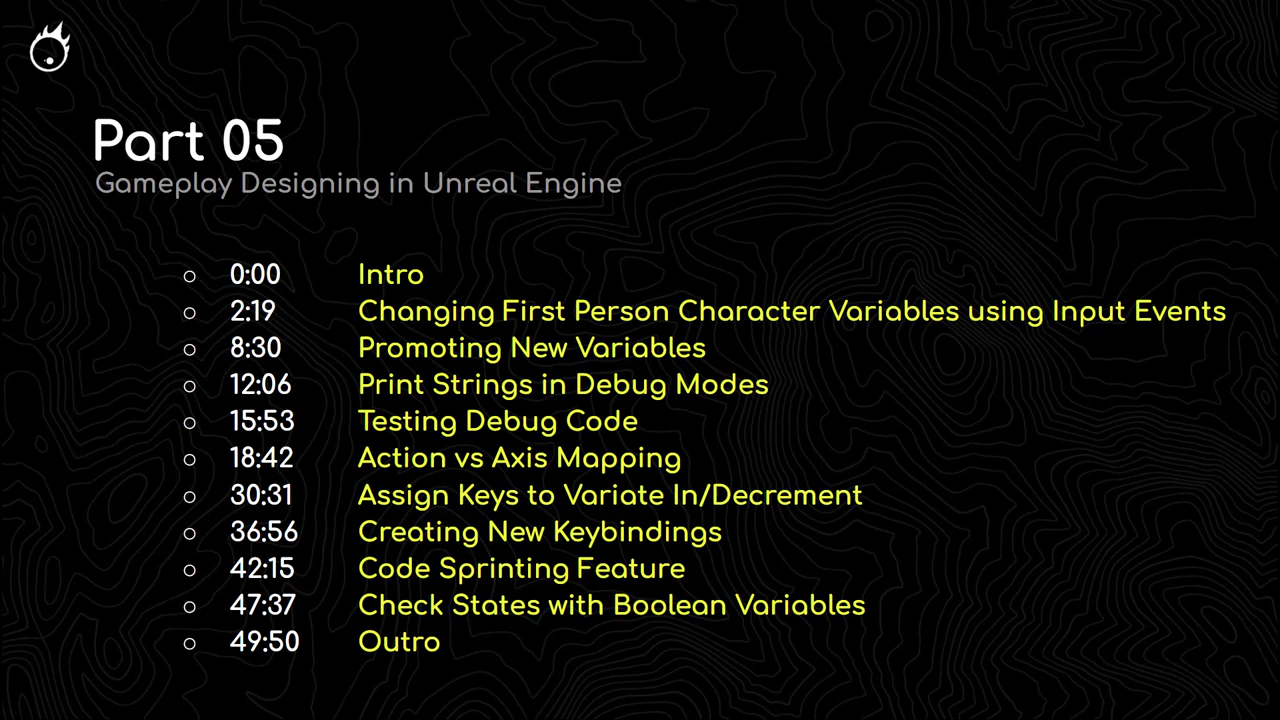 Part 05
Gameplay Designing in Unreal Engine
0:00 Intro
2:19 Changing First Person Character Variables using Input Events
8:30 Promoting New Variables
12:06 Print Strings in Debug Modes
15:53 Testing Debug Code
18:42 Action vs Axis Mapping
30:31 Assign Keys to Variate In/Decrement
36:56 Creating New Keybindings
42:15 Code Sprinting Feature
47:37 Check States with Boolean Variables
49:50 Outro